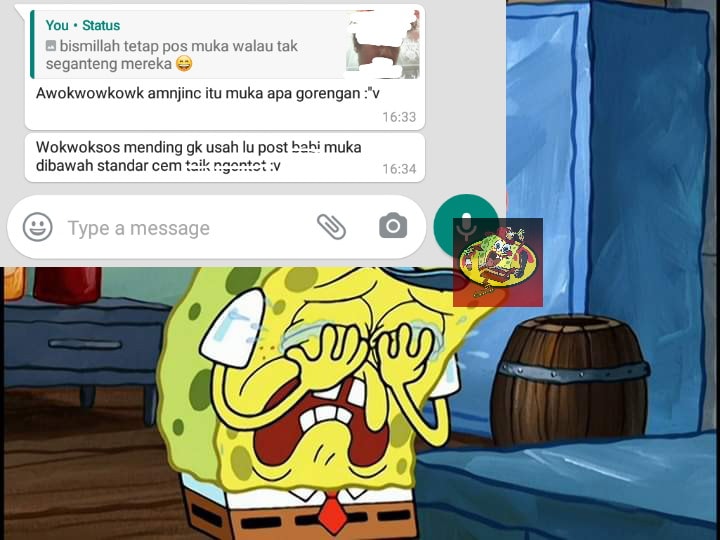 You • Status
bismillah tetap pos muka walau tak
seganteng mereka 😄
Awokwowkowk amnjinc itu muka apa gorengan :"v
16:33
Wokwoksos mending gk usah lu post babi muka
dibawah standar cem taik ngentot :v
16:34
Type a message